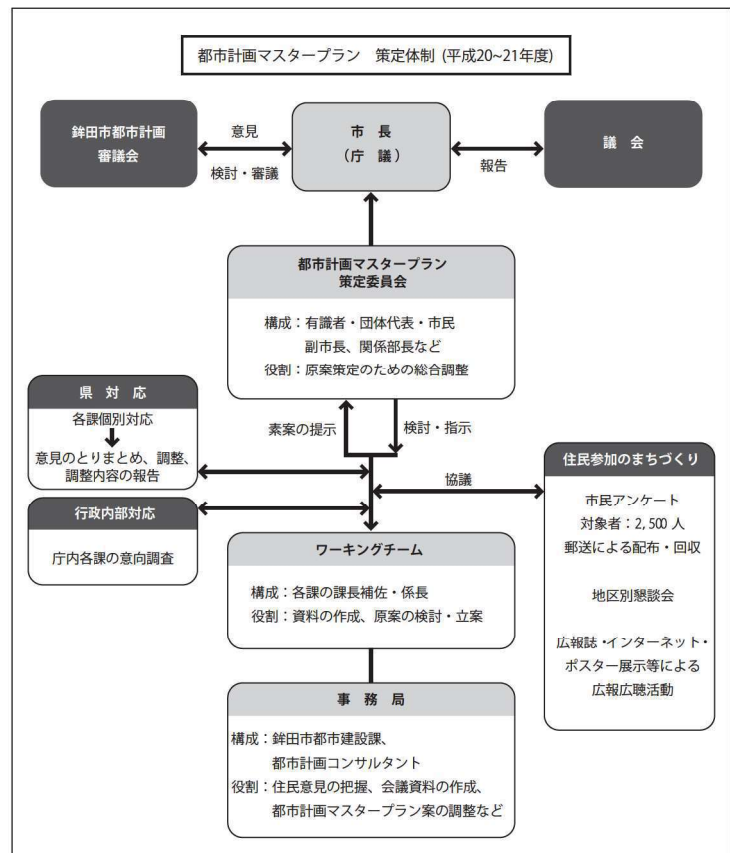 都市計画マスタープラン　策定体制 (平成20~21年度)
鉾田市都市計画
審議会
意見
検討・審議
市　長
（庁　議）
報告
議　会
都市計画マスタープラン
策定委員会
構成：有識者・団体代表・市民
副市長、関係部長など
役割：原案策定のための総合調整
県　対　応
各課個別対応
意見のとりまとめ、調整、
調整内容の報告
素案の提示
検討・指示
行政内部対応
庁内各課の意向調査
協議
住民参加のまちづくり
市民アンケート
対象者：2,500 人
郵送による配布・回収
地区別懇談会
広報誌・インターネット・
ポスター展示等による
広報広聴活動
ワーキングチーム
構成：各課の課長補佐・係長
役割：資料の作成、原案の検討・立案
事　務　局
構成：鉾田市都市建設課、
都市計画コンサルタント
役割：住民意見の把握、会議資料の作成、
都市計画マスタープラン案の調整など